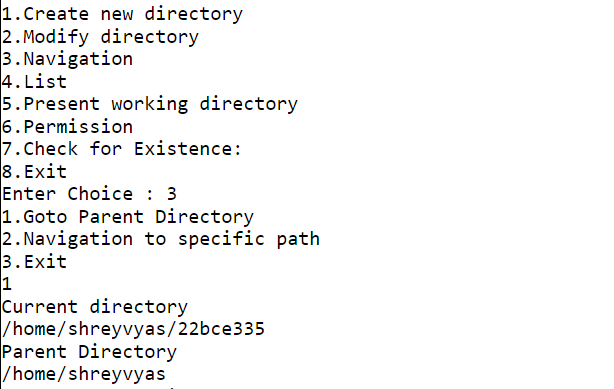 1.Create new directory
2.Modify directory
3.Navigation
4.List
5.Present working directory
6.Permission
7.Check for Existence:
8.Exit
Enter Choice : 3
1.Goto Parent Directory
2.Navigation to specific path
3.Exit
1
Current directory
/home/shreyvyas/22bce335
Parent Directory
/home/shreyvyas